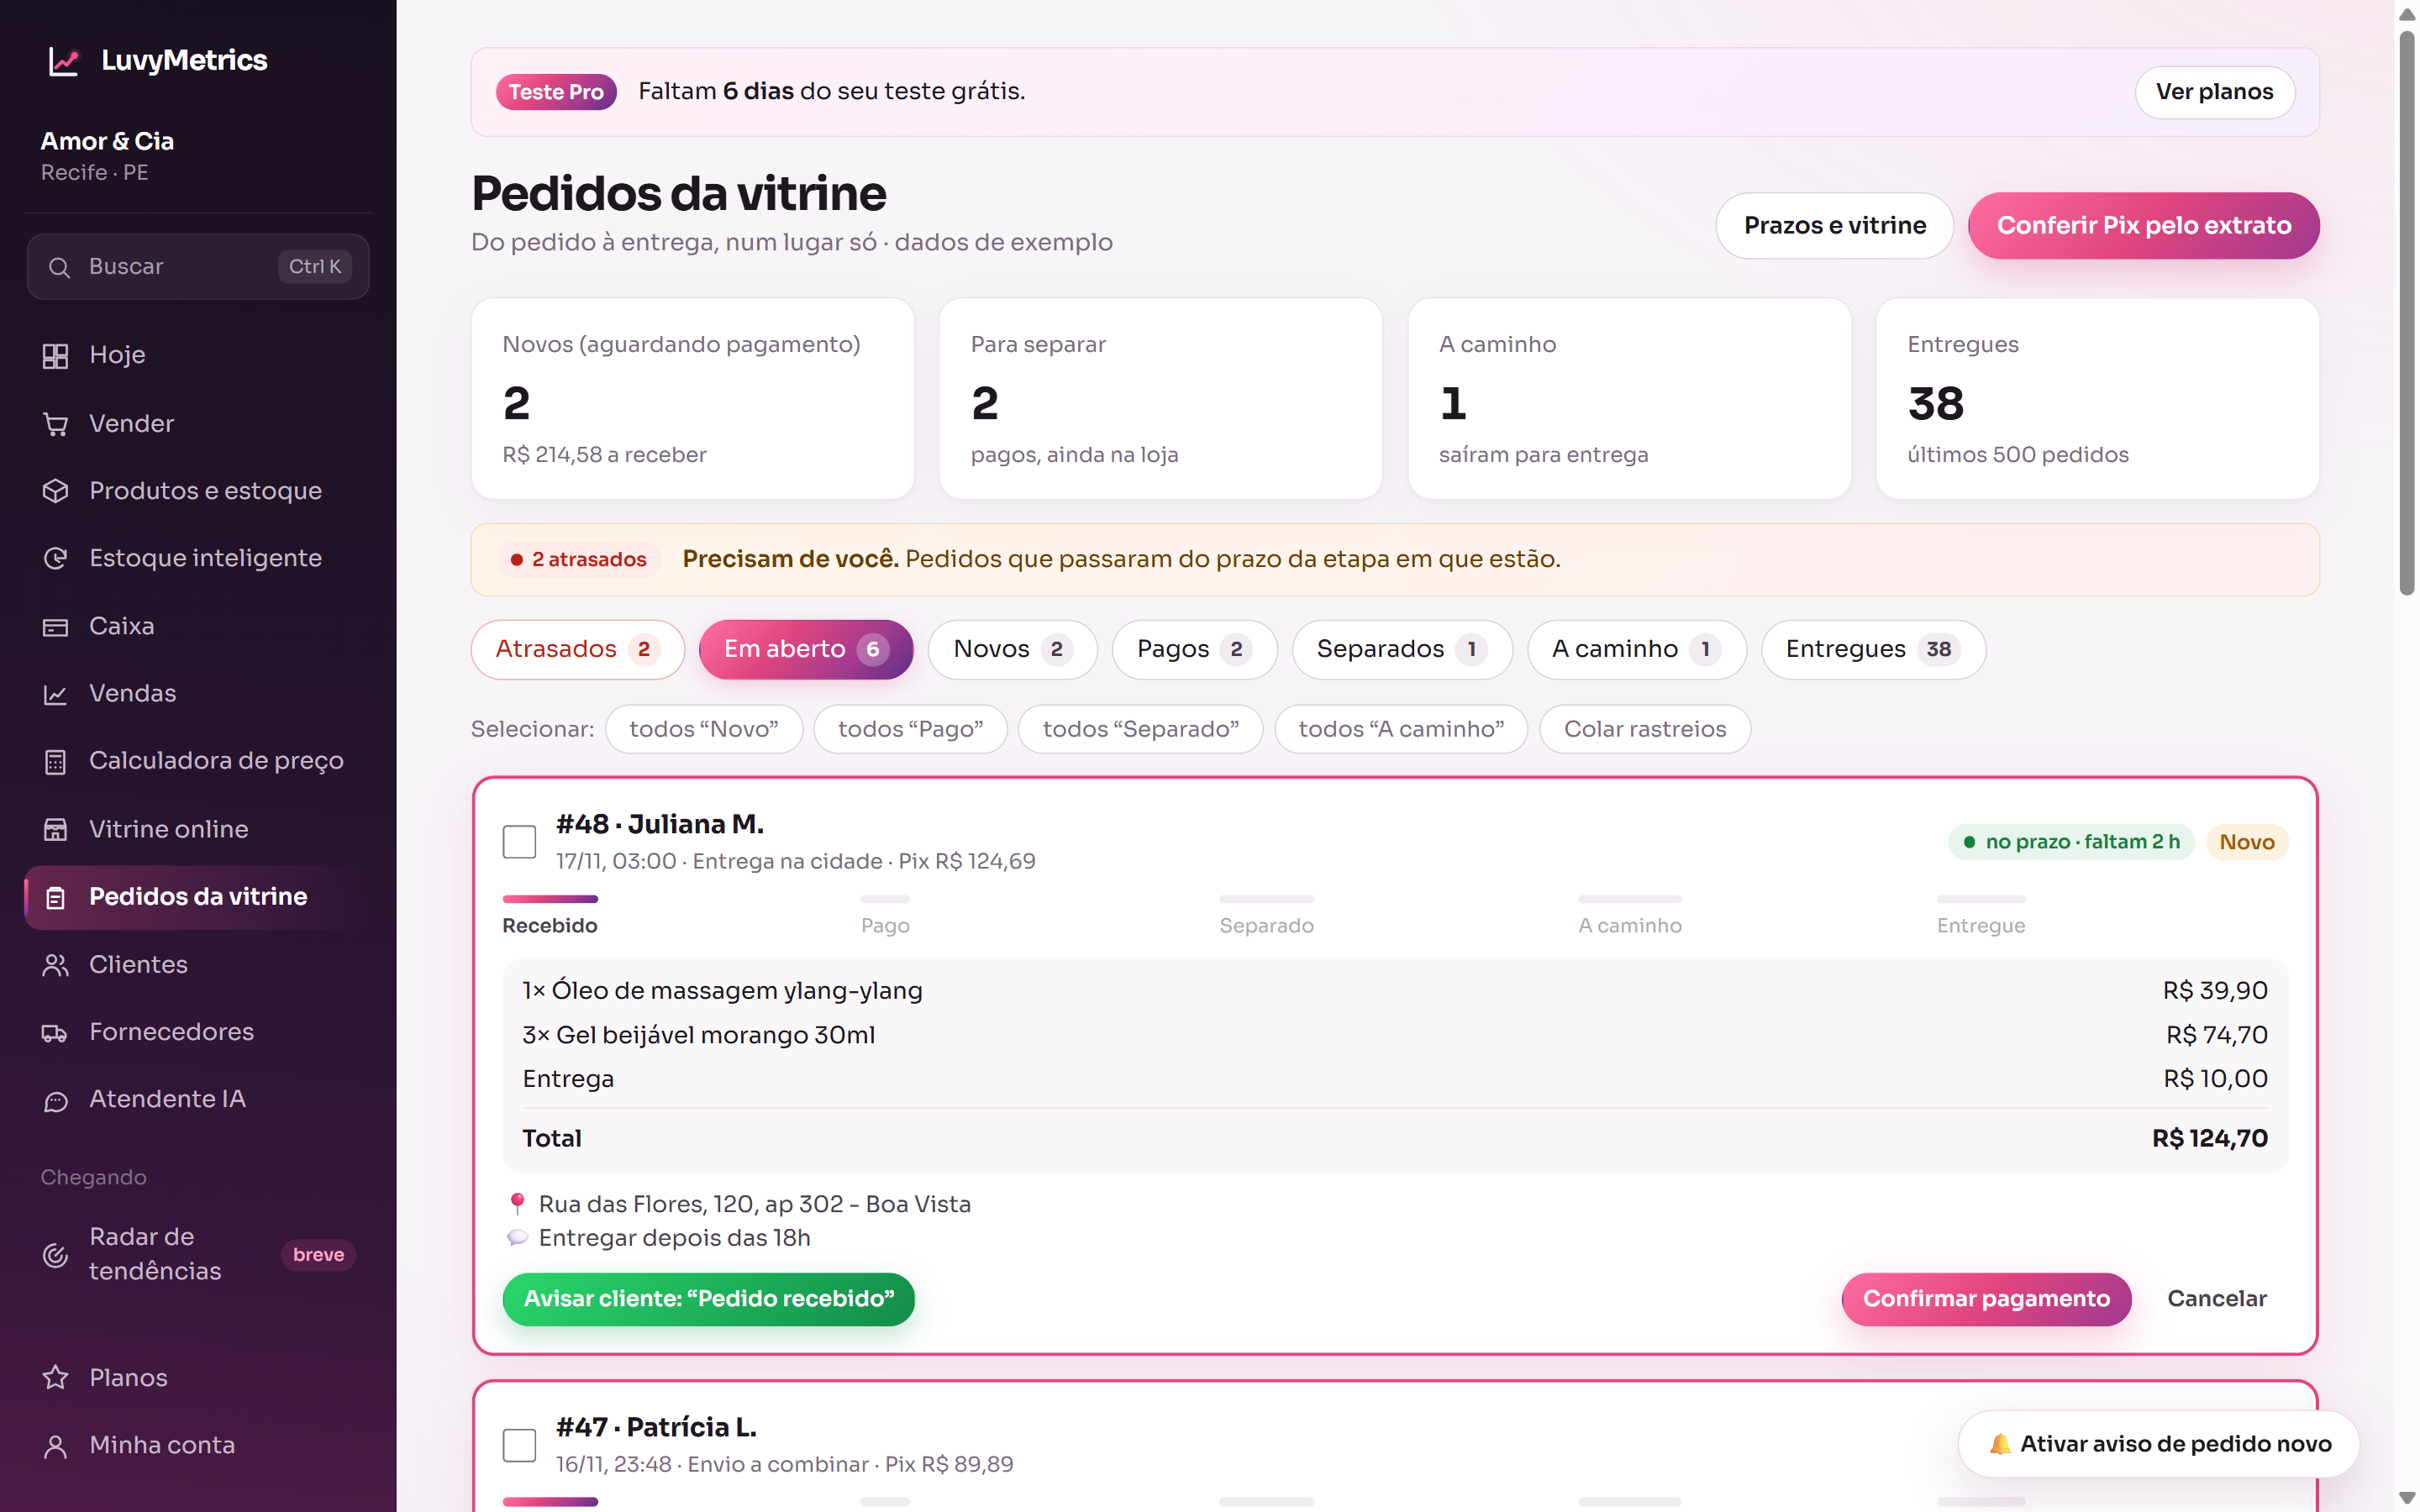 LuvyMetrics
Amor & Cia
Recife · PE
Buscar
Ctrl K
Hoje
Vender
Produtos e estoque
Estoque inteligente
Caixa
Vendas
Calculadora de preço
Vitrine online
Pedidos da vitrine
Clientes
Fornecedores
Atendente IA
Chegando
Radar de
tendências
breve
Planos
Minha conta
Teste Pro
Faltam 6 dias do seu teste grátis.
Ver planos
Pedidos da vitrine
Do pedido à entrega, num lugar só · dados de exemplo
Prazos e vitrine
Conferir Pix pelo extrato
Novos (aguardando pagamento)
2
R$ 214,58 a receber
Para separar
2
pagos, ainda na loja
A caminho
1
saíram para entrega
Entregues
38
últimos 500 pedidos
2 atrasados
Precisam de você. Pedidos que passaram do prazo da etapa em que estão.
Atrasados 2
Em aberto 6
Novos 2
Pagos 2
Separados 1
A caminho 1
Entregues 38
Selecionar:
todos “Novo”
todos “Pago”
todos “Separado”
todos “A caminho”
Colar rastreios
#48 · Juliana M.
17/11, 03:00 · Entrega na cidade · Pix R$ 124,69
no prazo · faltam 2 h
Novo
Recebido
Pago
Separado
A caminho
Entregue
1× Óleo de massagem ylang-ylang R$ 39,90
3× Gel beijável morango 30ml R$ 74,70
Entrega R$ 10,00
Total R$ 124,70
Rua das Flores, 120, ap 302 - Boa Vista
Entregar depois das 18h
Avisar cliente: “Pedido recebido”
Confirmar pagamento
Cancelar
#47 · Patrícia L.
16/11, 23:48 · Envio a combinar · Pix R$ 89,89
Ativar aviso de pedido novo